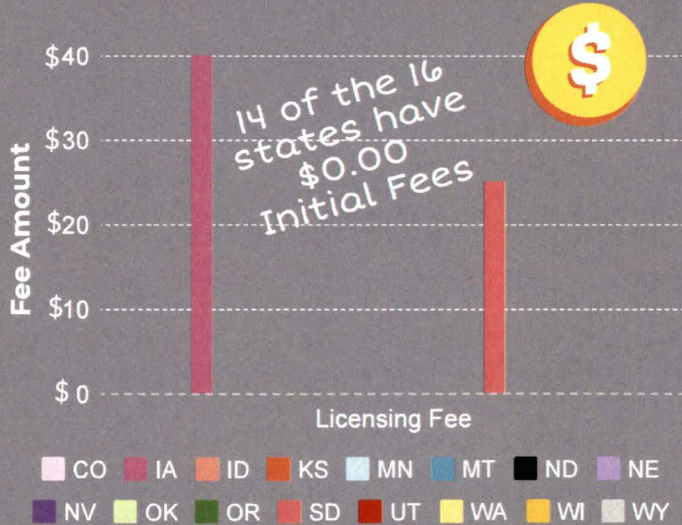 $
$40
14 of the 16
states have
$0.00
Initial Fees
$30
$20
$10
$ 0
Fee Amount
Licensing Fee
CO IA ID KS MN MT ND NE
NV OK OR SD UT WA WI WY